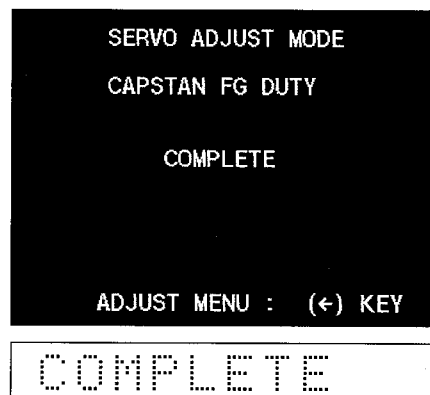 SERVO ADJUST MODE
CAPSTAN FG DUTY
COMPLETE
ADJUST MENU : (←) KEY
COMPLETE